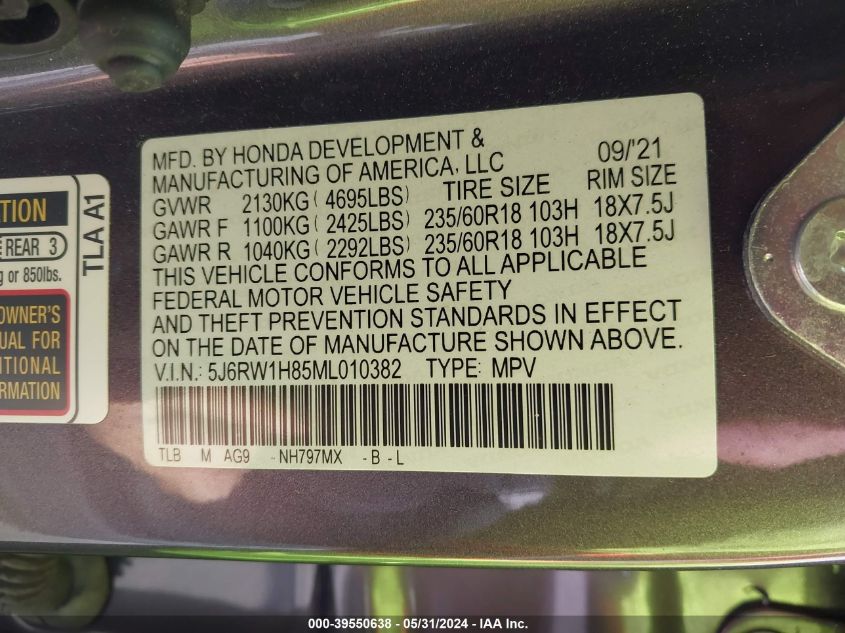 TION
REAR 3
g or 850lbs.
OWNER'S
UAL FOR
ITIONAL
RMATION
TLA A1
MFD. BY HONDA DEVELOPMENT & 09/'21
MANUFACTURING OF AMERICA, LLC
TIRE SIZE RIM SIZE
GVWR 2130KG ( 4695LBS)
GAWR F 1100KG ( 2425LBS) 235/60R18 103H 18X7.5J
GAWR R 1040KG ( 2292LBS) 235/60R18 103H 18X7.5J
THIS VEHICLE CONFORMS TO ALL APPLICABLE
FEDERAL MOTOR VEHICLE SAFETY
AND THEFT PREVENTION STANDARDS IN EFFECT
ON THE DATE OF MANUFACTURE SHOWN ABOVE.
V.I.N.: 5J6RW1H85ML010382 TYPE: MPV
TLB M AG9 -NH797MX -B-L
000-39550638 - 05/31/2024 - IAA Inc.